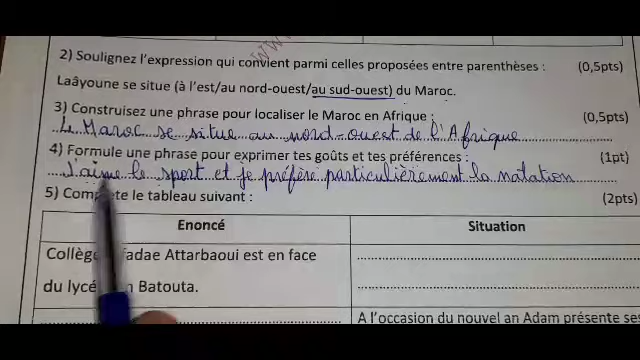 2) Soulignez l'expression qui convient parmi celles proposées entre parenthèses : (0,5pts)
Laâyoune se situe (à l'est/au nord-ouest/au sud-ouest) du Maroc.
3) Construisez une phrase pour localiser le Maroc en Afrique : (0,5pts)
Le Maroc se situe au nord-ouest de l'Afrique
4) Formule une phrase pour exprimer tes goûts et tes préférences : (1pt)
J'aime le sport et je préfère particulièrement la natation
5) Complète le tableau suivant : (2pts)
Enoncé Situation
Collège fadae Attarbaoui est en face
du lycée Batouta.
A l'occasion du nouvel an Adam présente ses